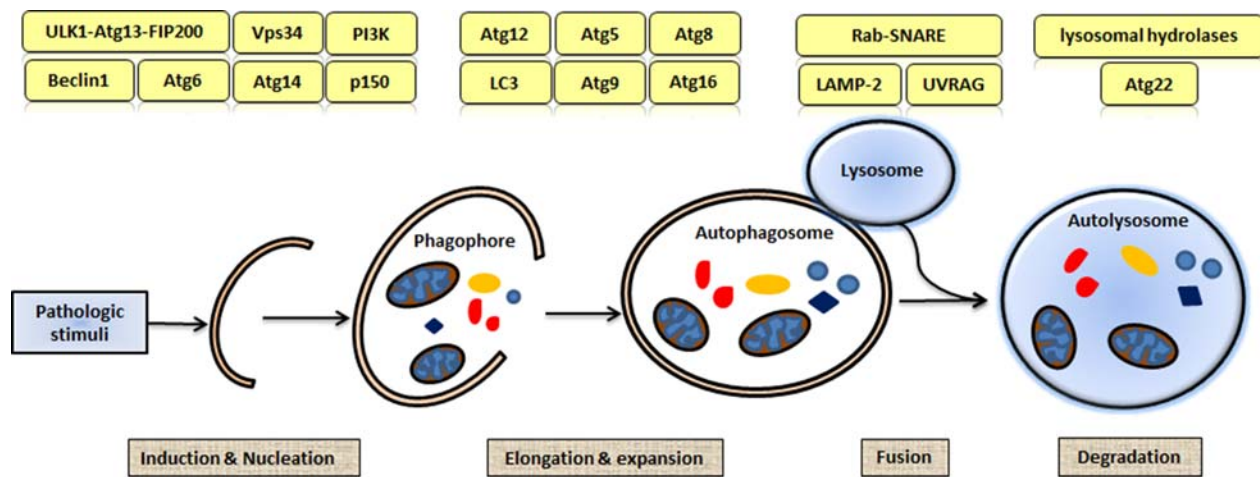 ULK1-Atg13-FIP200 Vps34 PI3K
Beclin1 Atg6 Atg14 p150
Atg12 Atg5 Atg8
LC3 Atg9 Atg16
Rab-SNARE
LAMP-2 UVRAG
lysosomal hydrolases
Atg22
Pathologic
stimuli
Phagophore
Autophagosome
Lysosome
Autolysosome
Induction & Nucleation
Elongation & expansion
Fusion
Degradation